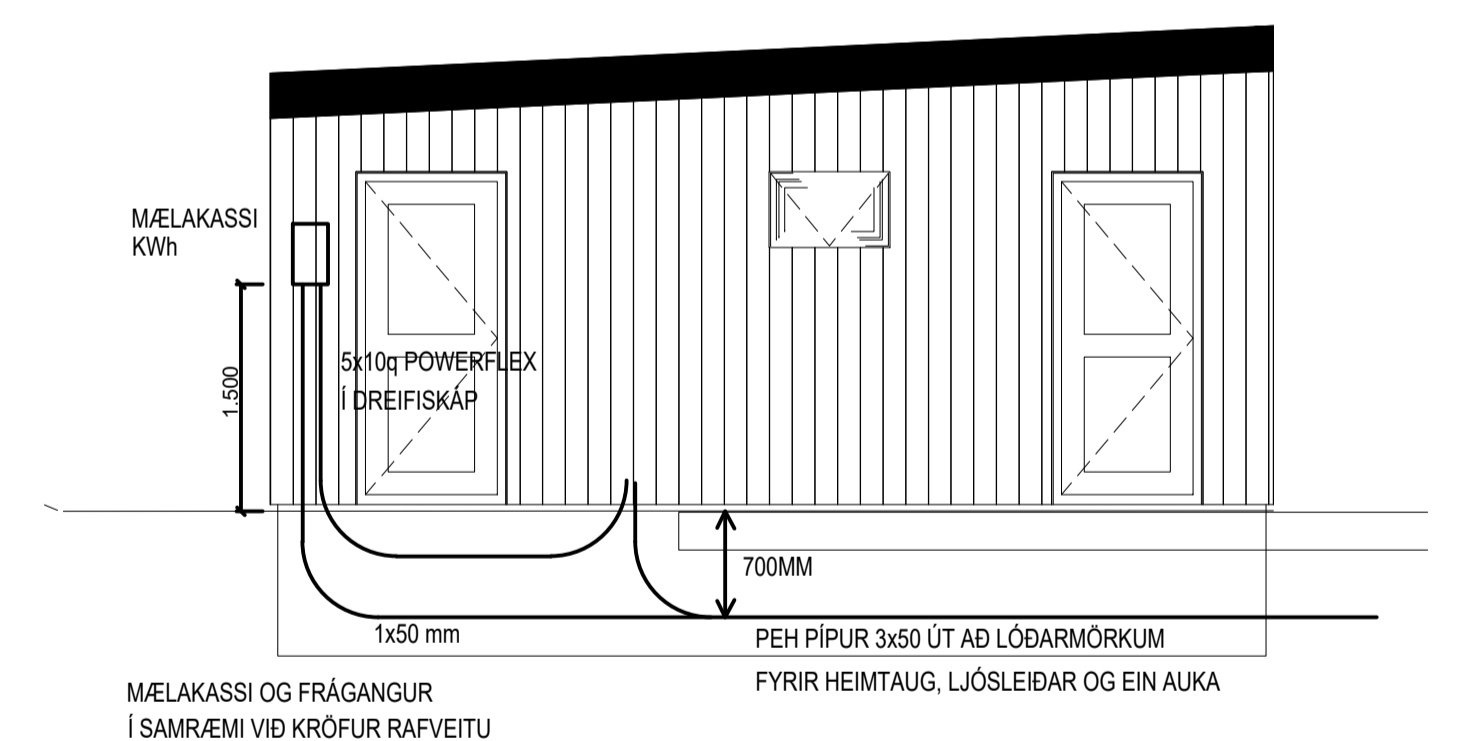 MÆLAKASSI
KWh
1.500
5x10q POWERFLEX
Í DREIFISKÁP
700MM
1x50 mm
PEH PÍPUR 3x50 ÚT AÐ LÓÐARMÖRKUM
FYRIR HEIMTAUG, LJÓSLEIÐAR OG EIN AUKA
MÆLAKASSI OG FRÁGANGUR
Í SAMRÆMI VIÐ KRÖFUR RAFVEITU